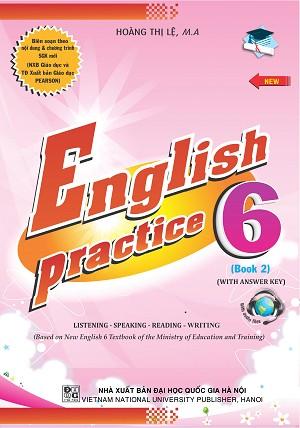 HOÀNG THỊ LỆ, M.A
Biên soạn theo
nội dung & chương trình
SGK mới
(NXB Giáo dục và
TĐ Xuất bản Giáo dục
PEARSON)
NEW
English
Practice
6
(Book 2)
(WITH ANSWER KEY)
LISTENING - SPEAKING - READING - WRITING
(Based on New English 6 Textbook of the Ministry of Education and Training)
NHÀ XUẤT BẢN ĐẠI HỌC QUỐC GIA HÀ NỘI
VIETNAM NATIONAL UNIVERSITY PUBLISHER, HANOI